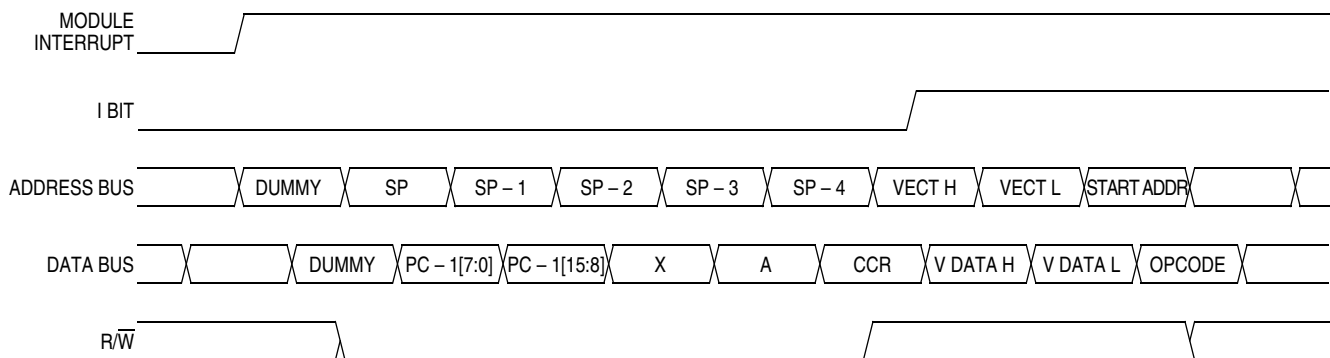 MODULE
INTERRUPT
I BIT
ADDRESS BUS DUMMY SP SP – 1 SP – 2 SP – 3 SP – 4 VECT H VECT L START ADDR
DATA BUS DUMMY PC – 1[7:0] PC – 1[15:8] X A CCR V DATA H V DATA L OPCODE
R/W̅